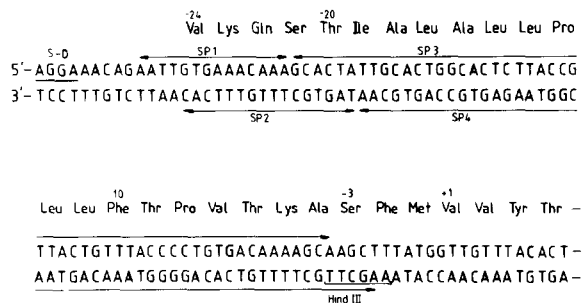 -24 -20
Val Lys Gln Ser Thr Ile Ala Leu Ala Leu Leu Pro
S-D SP1 SP3
5'- AGGAAACAGAATTGTGAAACAAAGCACTATTGCACTGGCACTCTTACCG
3'- TCCTTTGTCTTAACACTTTGTTTCGTGATAACGTGACCGTGAGAATGGC
SP2 SP4
10 -3 +1
Leu Leu Phe Thr Pro Val Thr Lys Ala Ser Phe Met Val Val Tyr Thr –
TTACTGTTTACCCCTGTGACAAAAGCAAGCTTTATGGTTGTTTACACT-
AATGACAAATGGGGACACTGTTTTCGTTCGAAATACCAACAAATGTGA-
Hind III